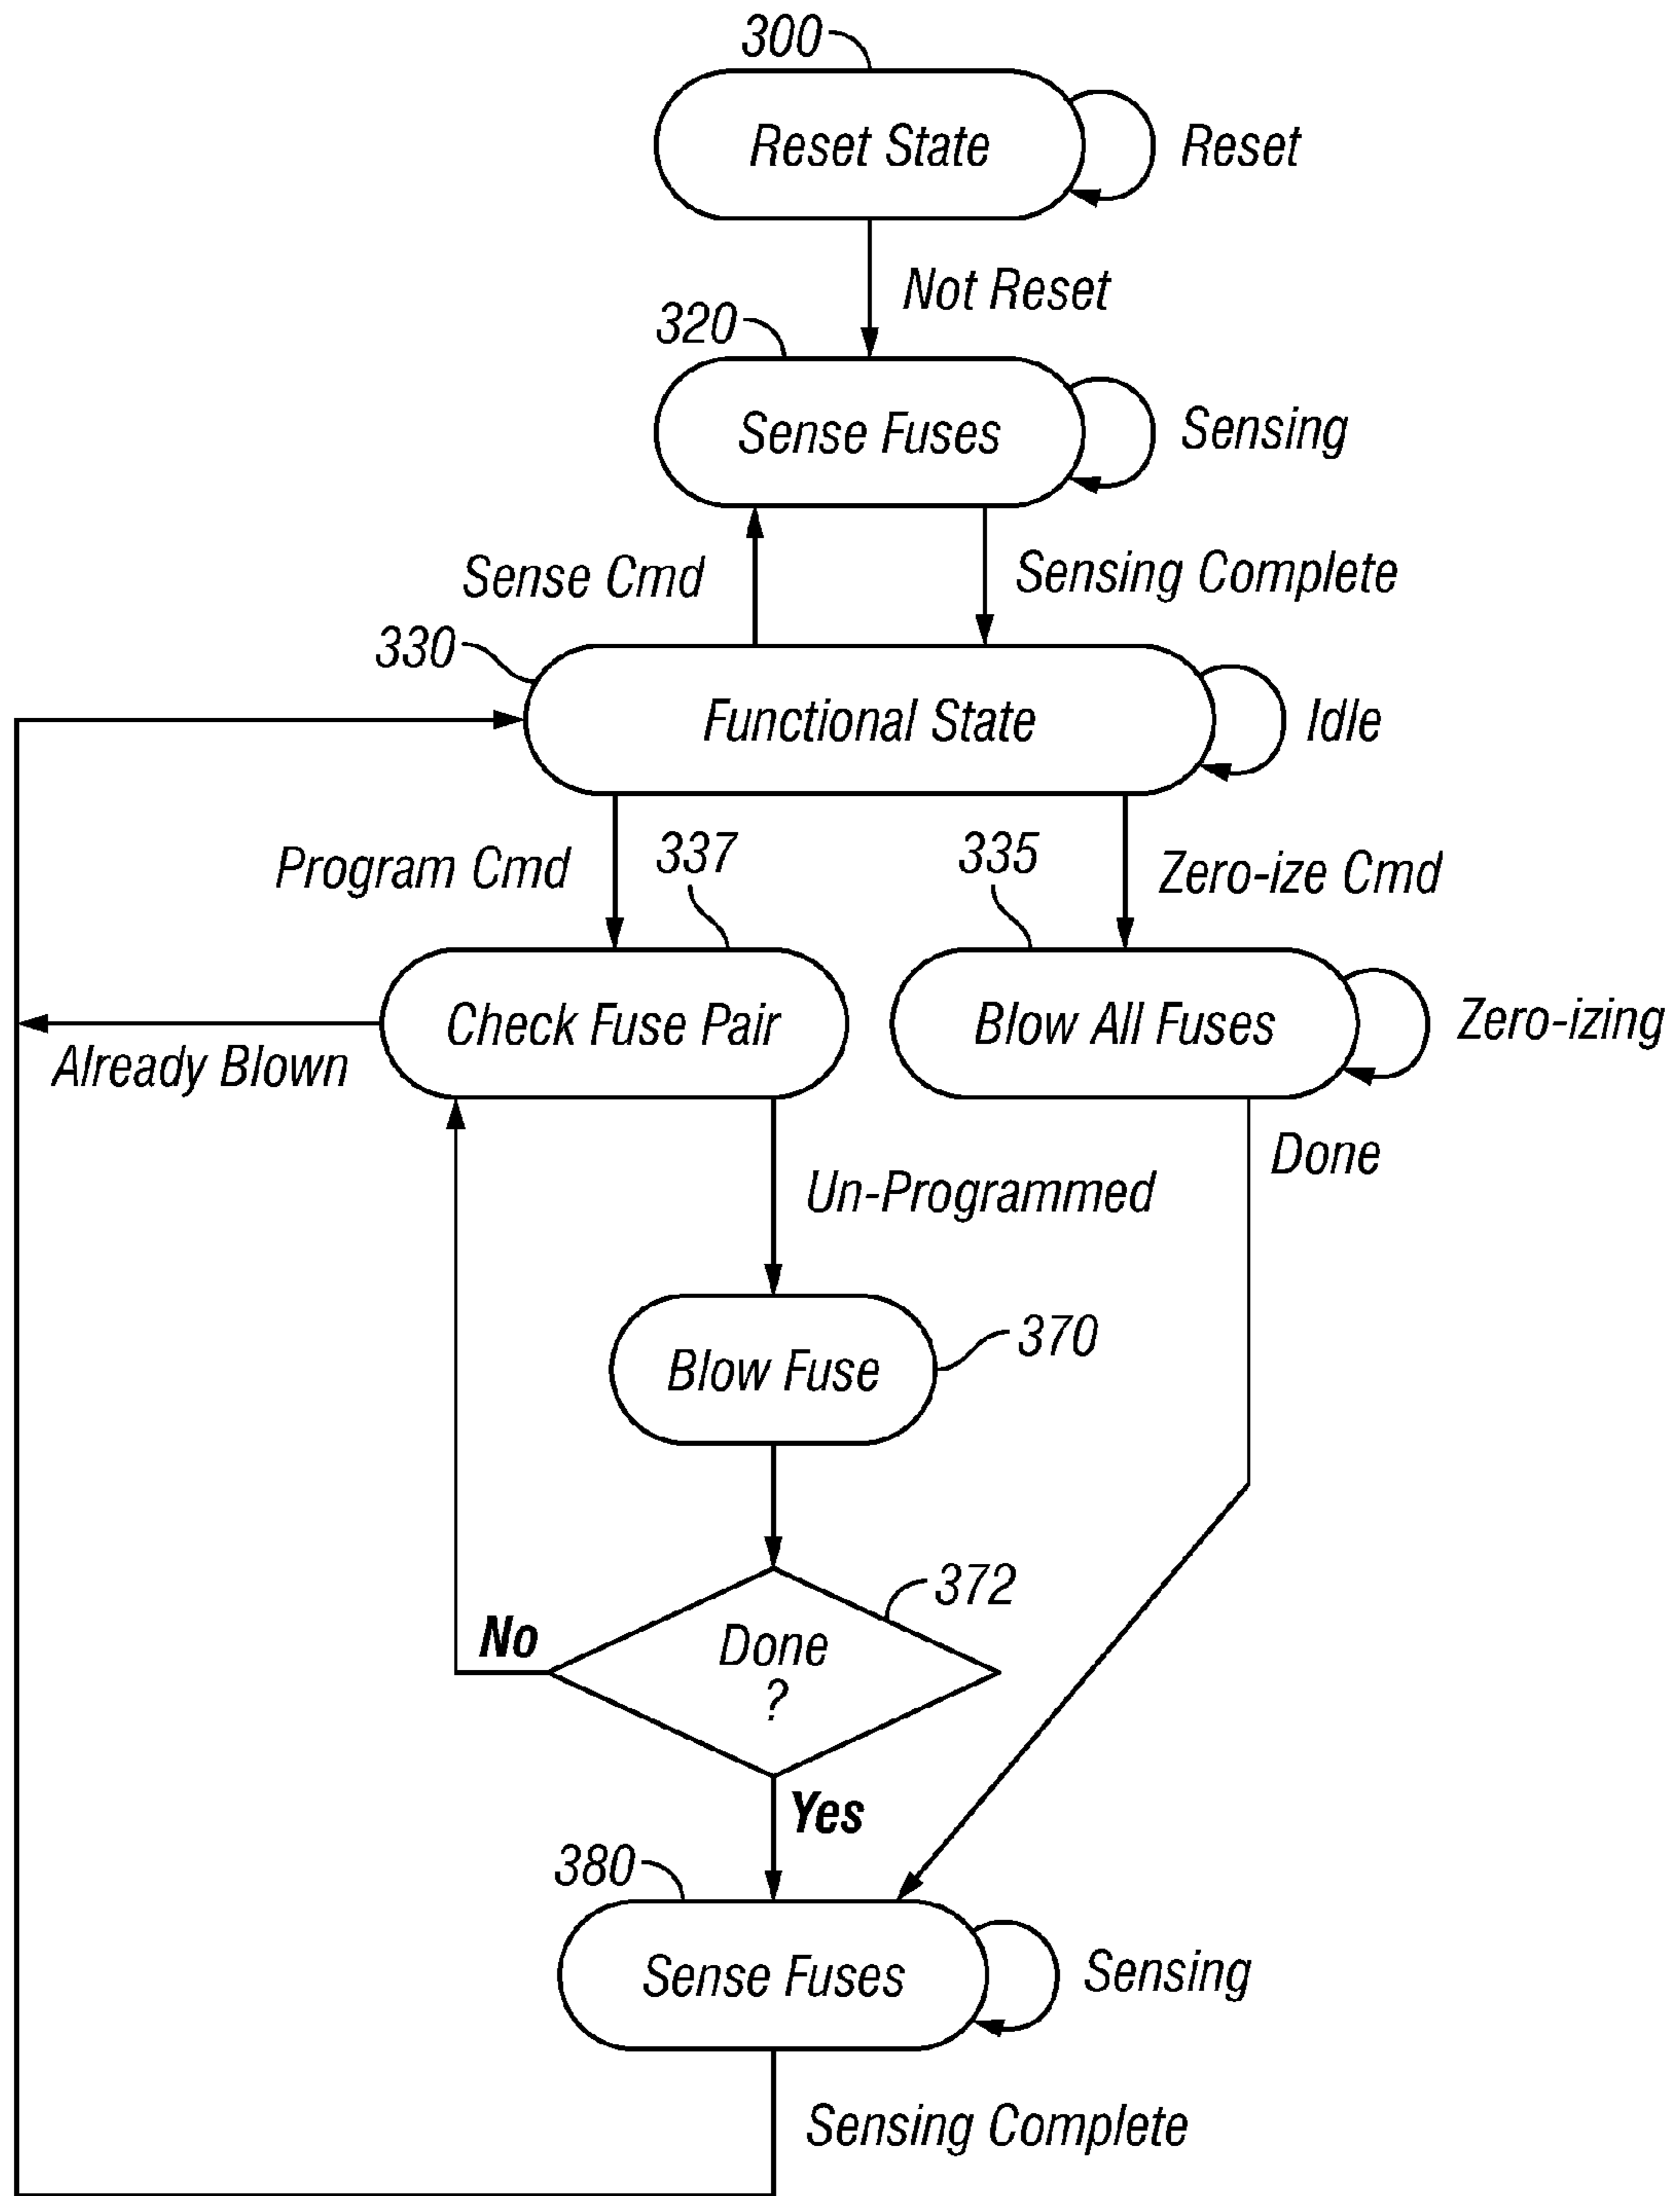 300
Reset State
Reset
Not Reset
320
Sense Fuses
Sensing
Sense Cmd
Sensing Complete
330
Functional State
Idle
Program Cmd
337
335
Zero-ize Cmd
Check Fuse Pair
Blow All Fuses
Zero-izing
Already Blown
Done
Un-Programmed
Blow Fuse
370
372
Done
?
No
Yes
380
Sense Fuses
Sensing
Sensing Complete